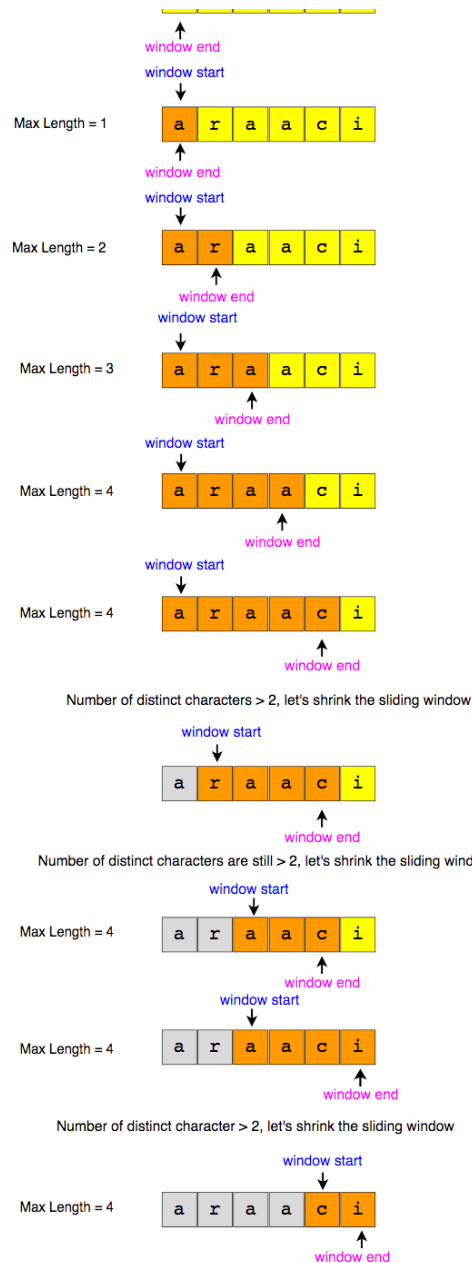 window end
window start
Max Length = 1
a r a a c i
window end
window start
Max Length = 2
a r a a c i
window end
window start
Max Length = 3
a r a a c i
window end
window start
Max Length = 4
a r a a c i
window end
window start
Max Length = 4
a r a a c i
window end
Number of distinct characters > 2, let's shrink the sliding window
window start
a r a a c i
window end
Number of distinct characters are still > 2, let's shrink the sliding wind
window start
Max Length = 4
a r a a c i
window end
window start
Max Length = 4
a r a a c i
window end
Number of distinct character > 2, let's shrink the sliding window
window start
Max Length = 4
a r a a c i
window end